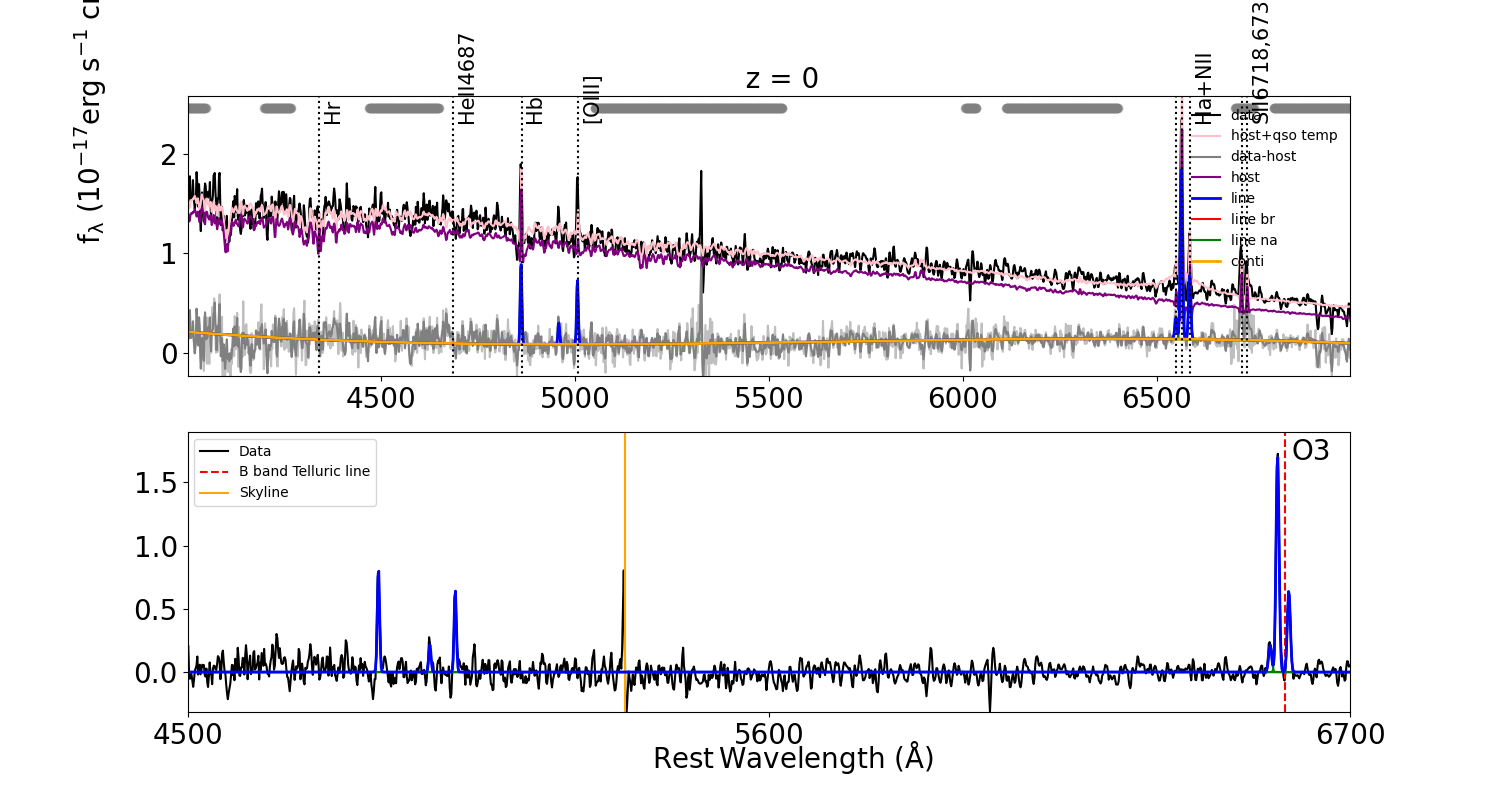 z = 0
f_λ (10^−17 erg s^−1 c
Hr
HeII4687
Hb
[OIII]
Ha+NII
SII6718,673
data
host+qso temp
data-host
host
line
line br
line na
conti
2
1
0
4500 5000 5500 6000 6500
Data
B band Telluric line
Skyline
O3
1.5
1.0
0.5
0.0
4500 5600 6700
Rest Wavelength (Å)